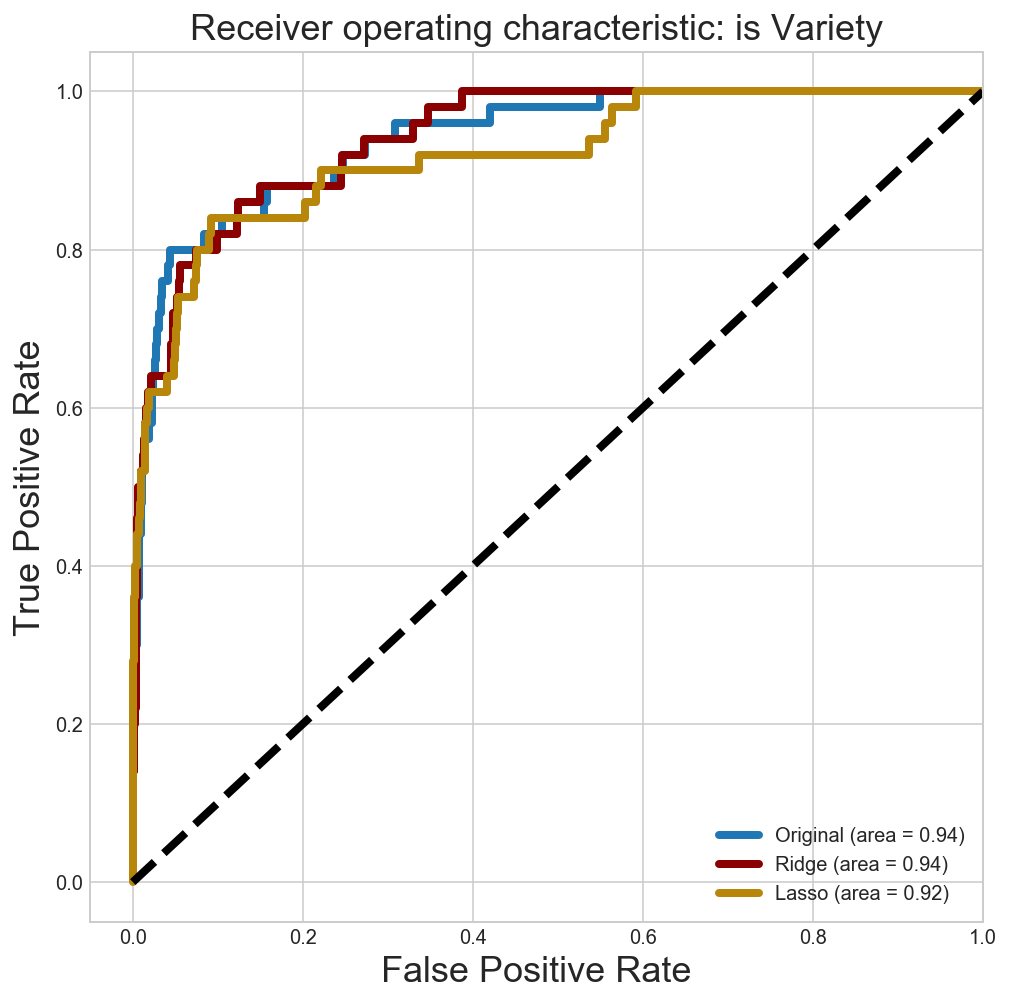 Receiver operating characteristic: is Variety
True Positive Rate
1.0
0.8
0.6
0.4
0.2
0.0
Original (area = 0.94)
Ridge (area = 0.94)
Lasso (area = 0.92)
0.0 0.2 0.4 0.6 0.8 1.0
False Positive Rate